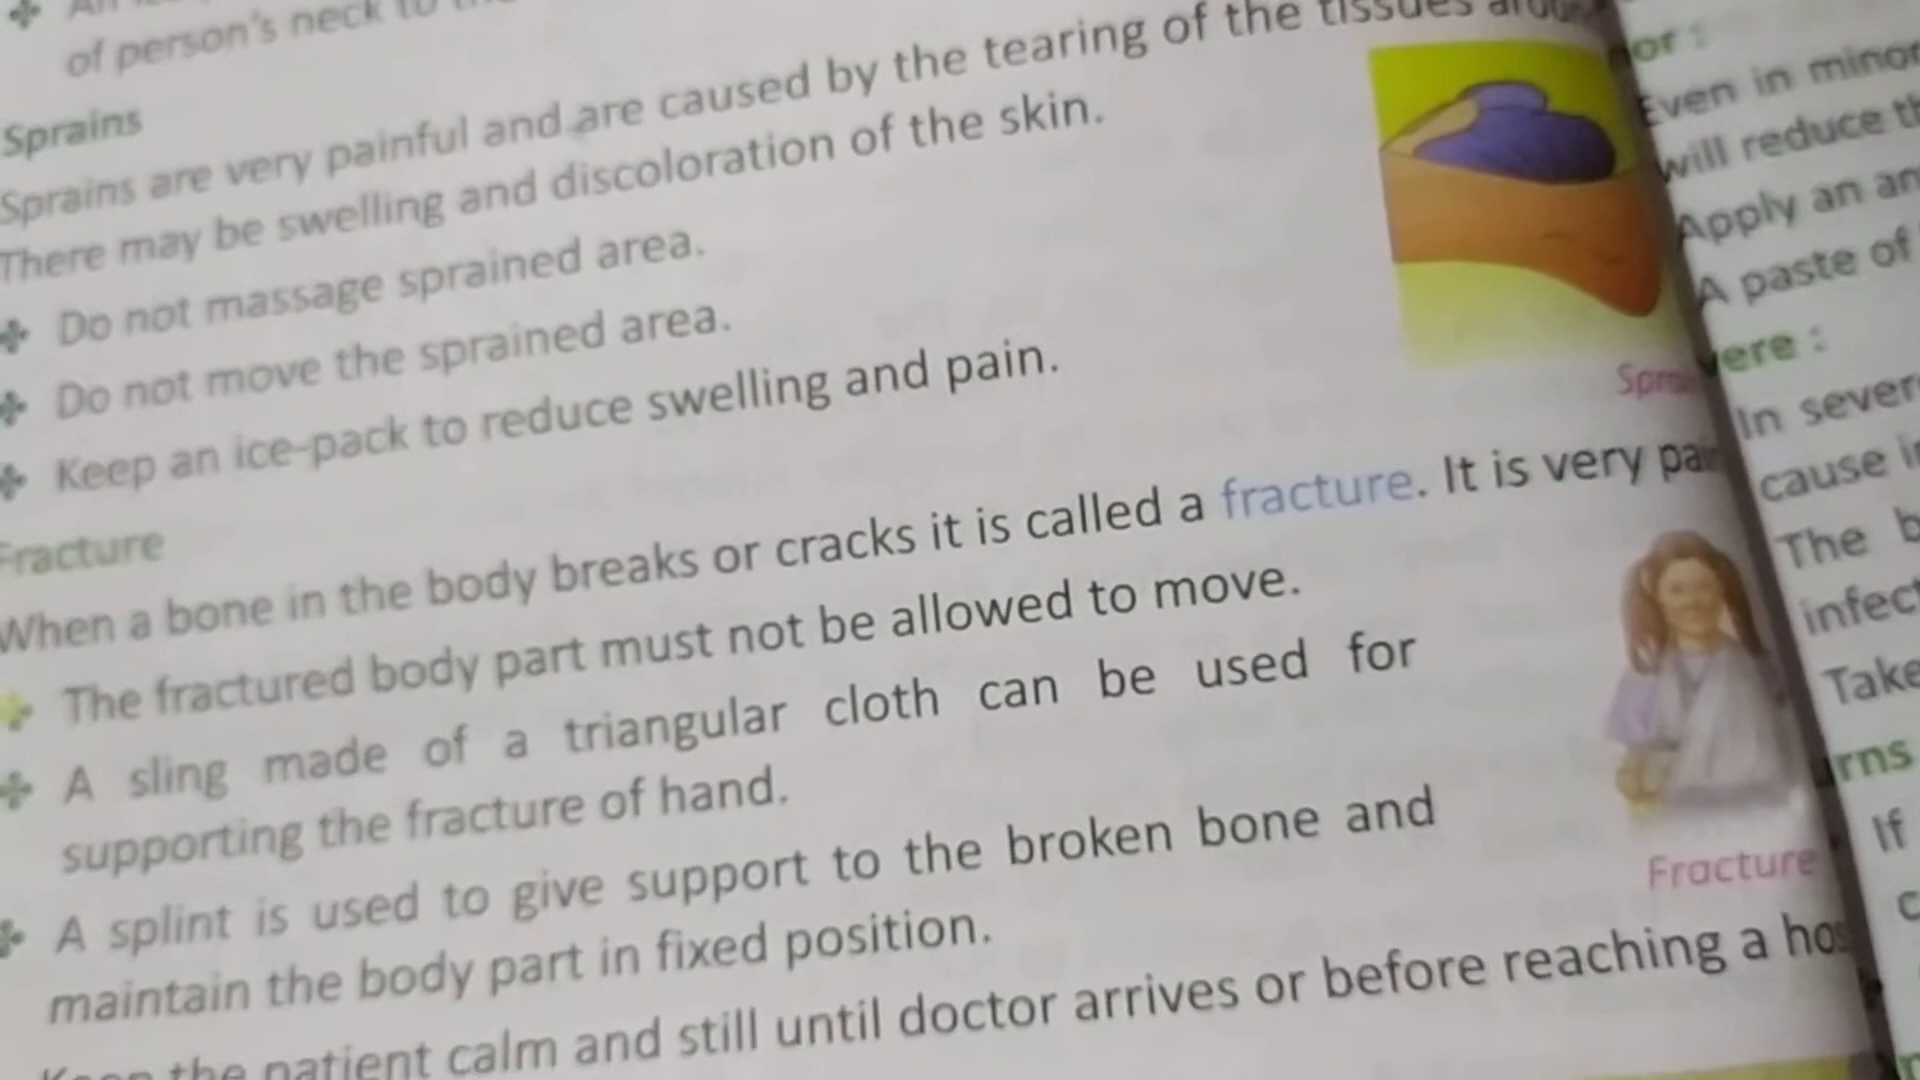 of person's neck to
Sprains
Sprains are very painful and are caused by the tearing of the tissues
There may be swelling and discoloration of the skin.
Do not massage sprained area.
Do not move the sprained area.
Keep an ice-pack to reduce swelling and pain.
Fracture
When a bone in the body breaks or cracks it is called a fracture. It is very
The fractured body part must not be allowed to move.
A sling made of a triangular cloth can be used for
supporting the fracture of hand.
A splint is used to give support to the broken bone and
maintain the body part in fixed position.
Keep the patient calm and still until doctor arrives or before reaching a
Fracture
Even in minor
will reduce
Apply an
A paste of
In
cause
The
Take
If